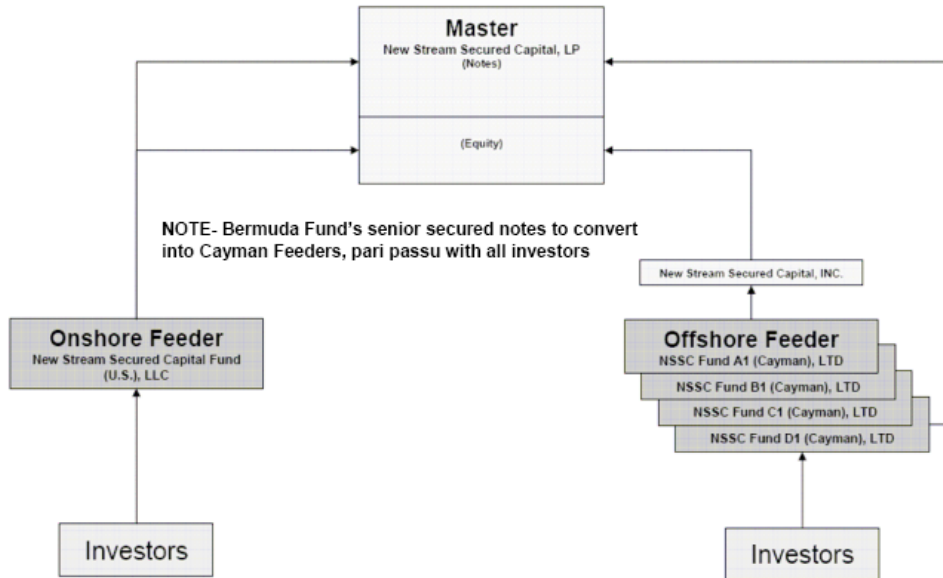 Master
New Stream Secured Capital, LP
(Notes)
(Equity)
NOTE- Bermuda Fund's senior secured notes to convert
into Cayman Feeders, pari passu with all investors
New Stream Secured Capital, INC.
Onshore Feeder
New Stream Secured Capital Fund
(U.S.), LLC
Offshore Feeder
NSSC Fund A1 (Cayman), LTD
NSSC Fund B1 (Cayman), LTD
NSSC Fund C1 (Cayman), LTD
NSSC Fund D1 (Cayman), LTD
Investors
Investors